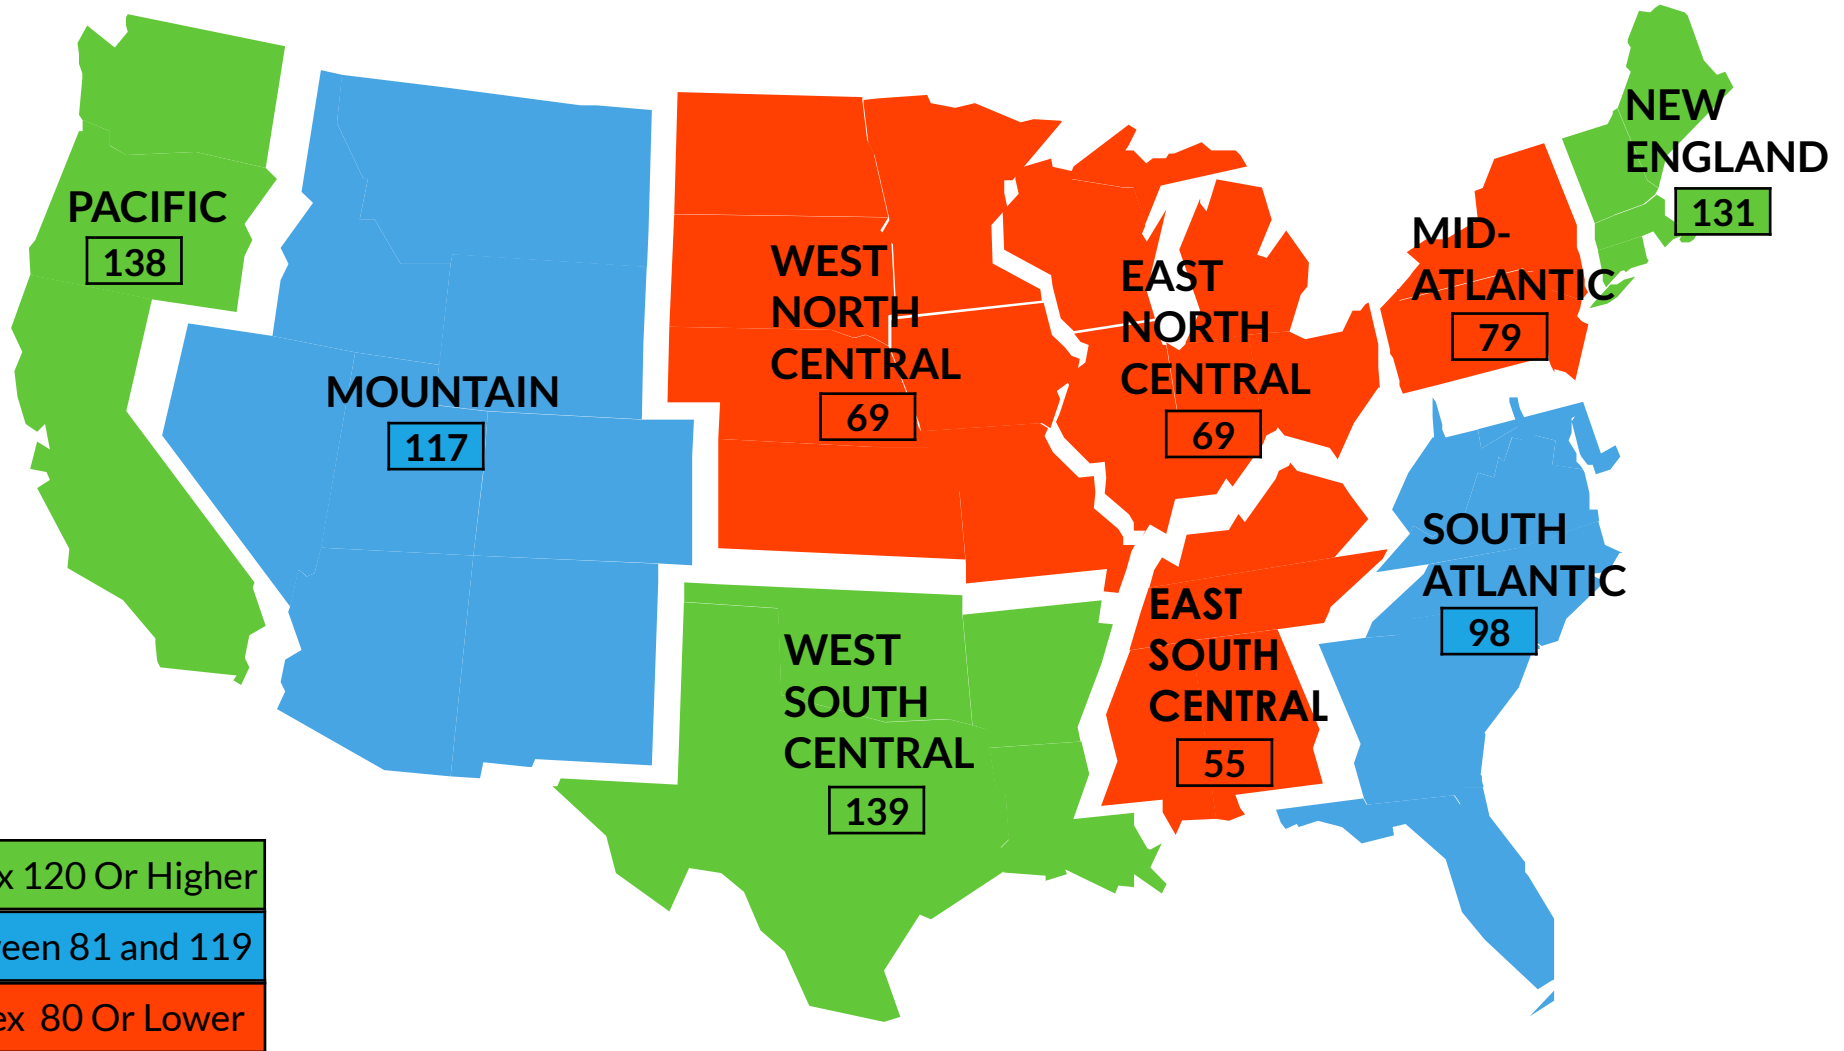 NEW
ENGLAND
131
PACIFIC
138
MID-
ATLANTIC
79
WEST
NORTH
CENTRAL
69
EAST
NORTH
CENTRAL
69
MOUNTAIN
117
SOUTH
ATLANTIC
98
EAST
SOUTH
CENTRAL
55
WEST
SOUTH
CENTRAL
139
x 120 Or Higher
een 81 and 119
ex 80 Or Lower